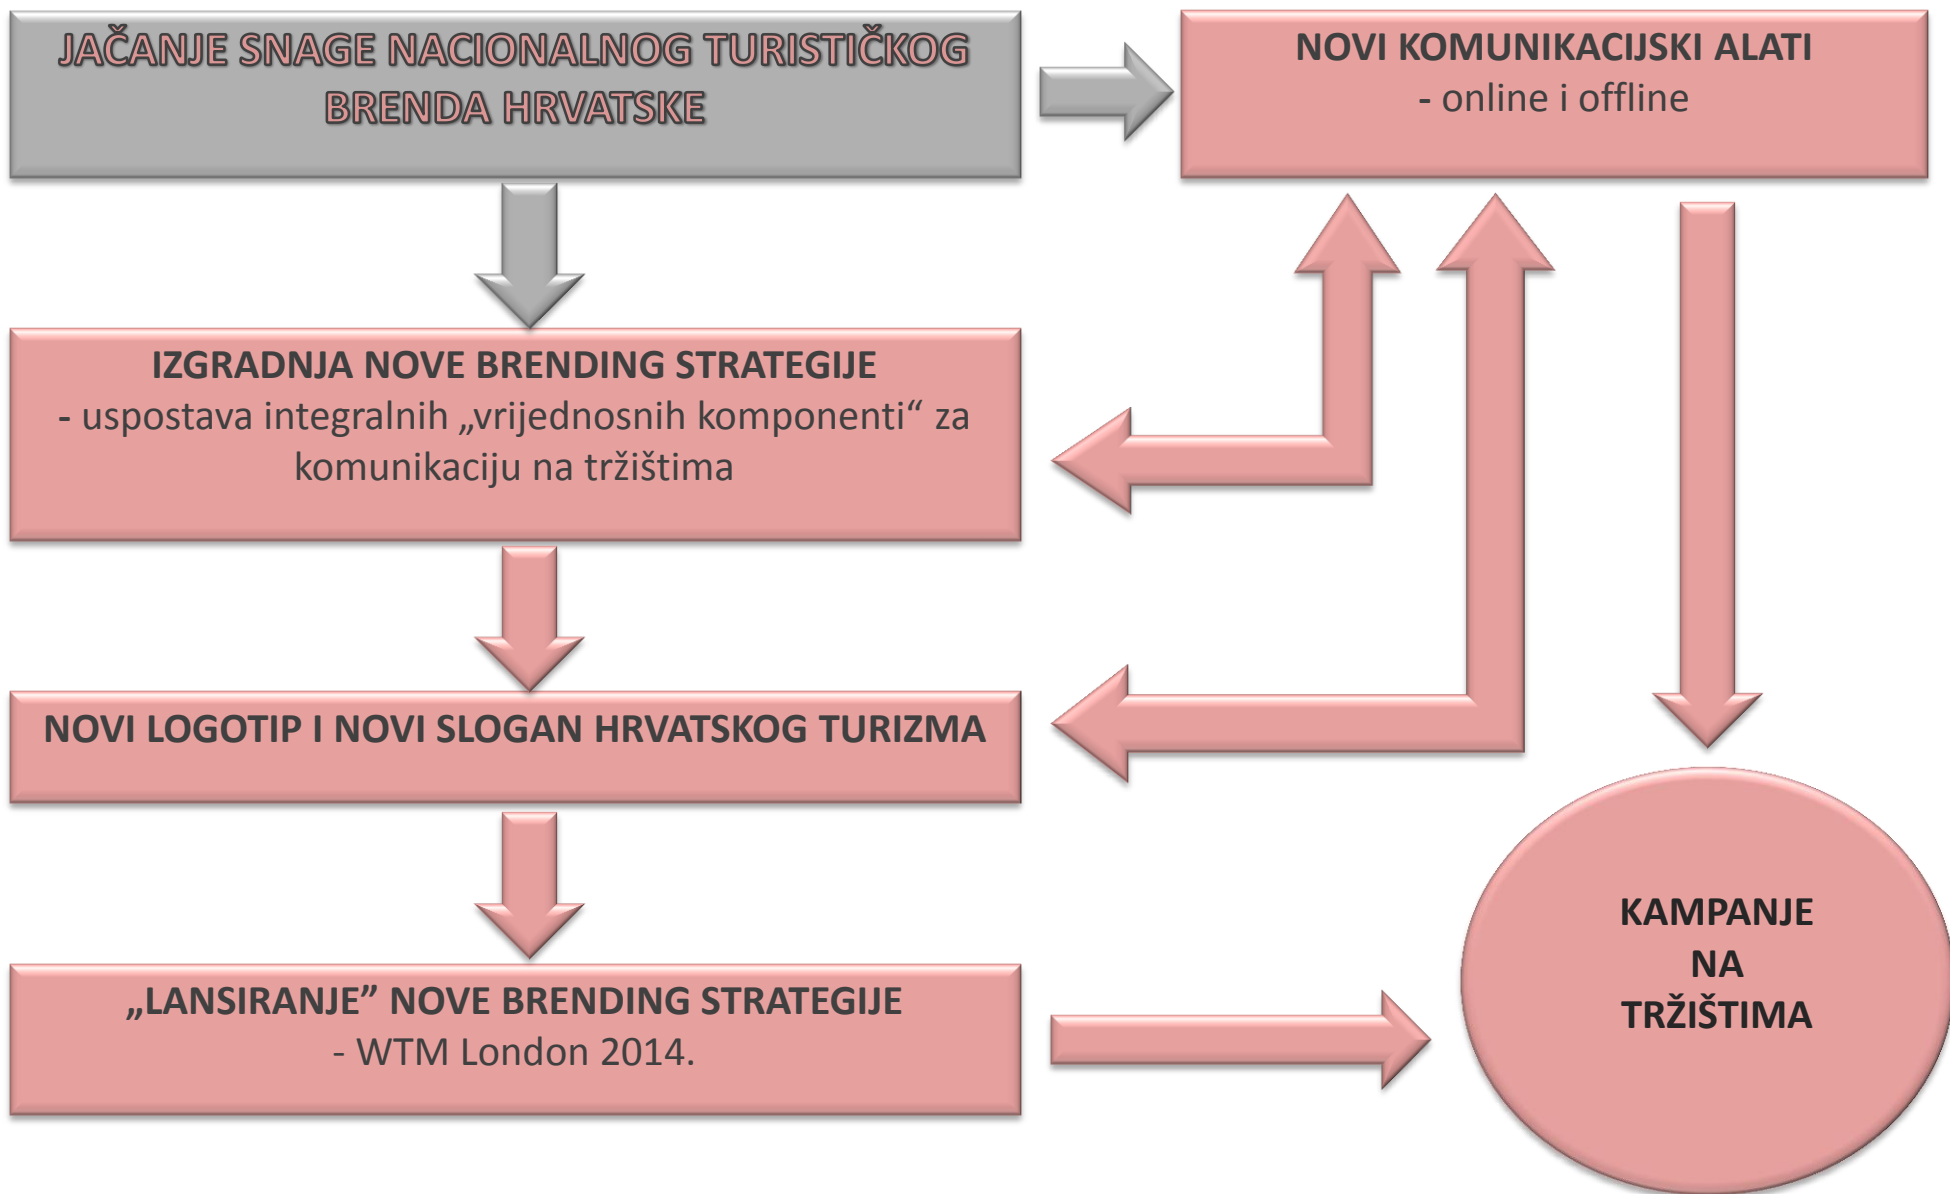 JAČANJE SNAGE NACIONALNOG TURISTIČKOG
BRENDA HRVATSKE
NOVI KOMUNIKACIJSKI ALATI
- online i offline
IZGRADNJA NOVE BRENDING STRATEGIJE
- uspostava integralnih „vrijednosnih komponenti“ za
komunikaciju na tržištima
NOVI LOGOTIP I NOVI SLOGAN HRVATSKOG TURIZMA
„LANSIRANJE” NOVE BRENDING STRATEGIJE
- WTM London 2014.
KAMPANJE
NA
TRŽIŠTIMA